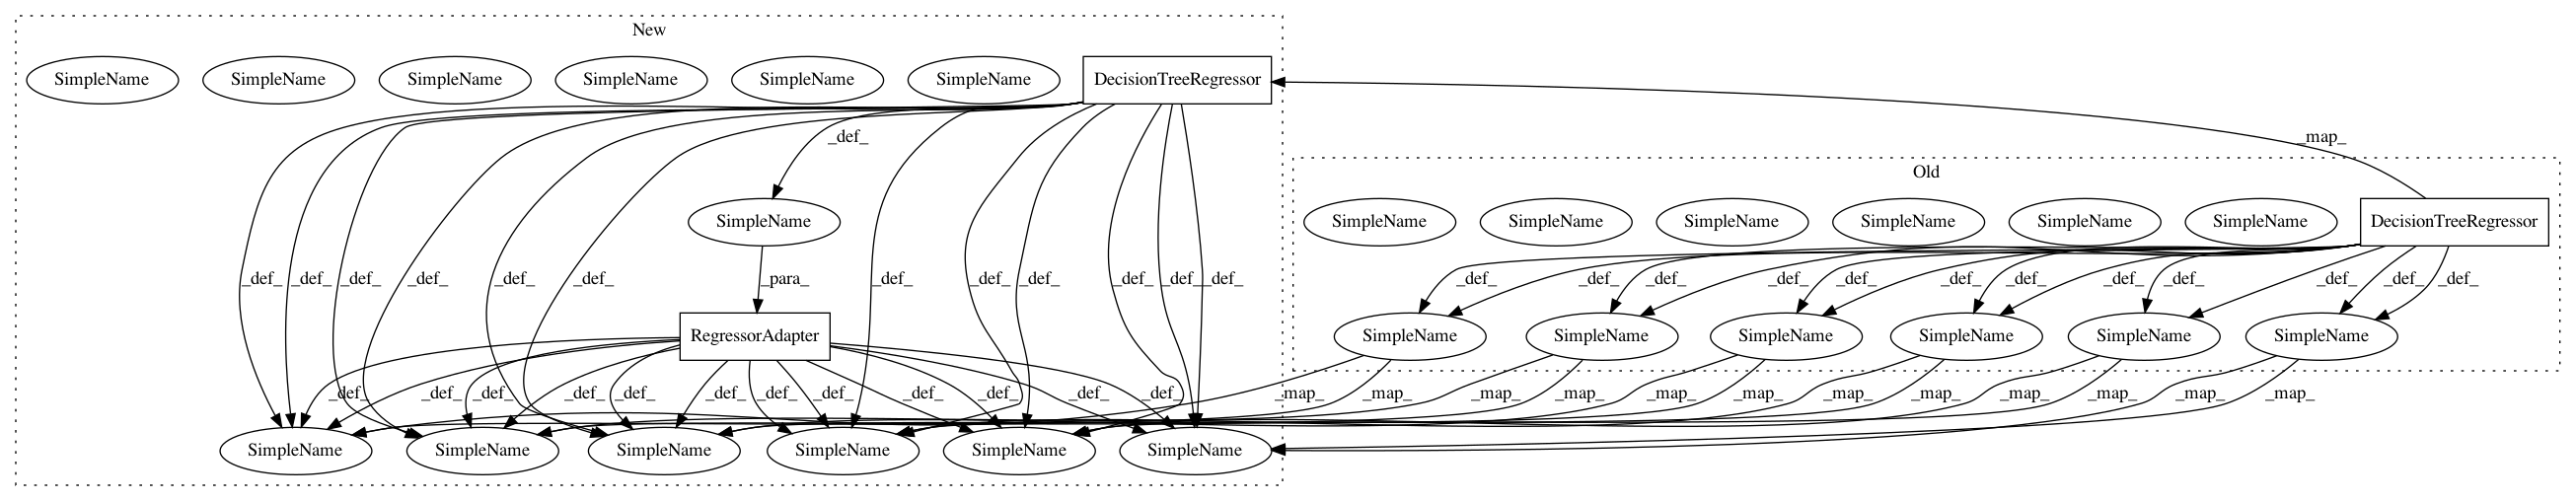 New
SimpleName SimpleName SimpleName SimpleName SimpleName SimpleName DecisionTreeRegressor
_def_ _map_
Old
SimpleName SimpleName SimpleName SimpleName SimpleName SimpleName SimpleName DecisionTreeRegressor
_def_ _def_ _def_ _def_ _def_ _def_ _para_ _def_ _def_ _def_ _def_ _def_ _def_ _def_ _def_ _def_ _def_ _def_ _def_ _def_ _def_ _def_ _def_ _def_
RegressorAdapter SimpleName SimpleName SimpleName SimpleName SimpleName SimpleName
_def_ _def_ _def_ _def_ _def_ _def_ _def_ _def_ _def_ _def_ _def_ _def_ _map_ _map_ _map_ _map_ _map_ _map_ _map_ _map_ _map_ _map_ _map_ _map_
SimpleName SimpleName SimpleName SimpleName SimpleName SimpleName